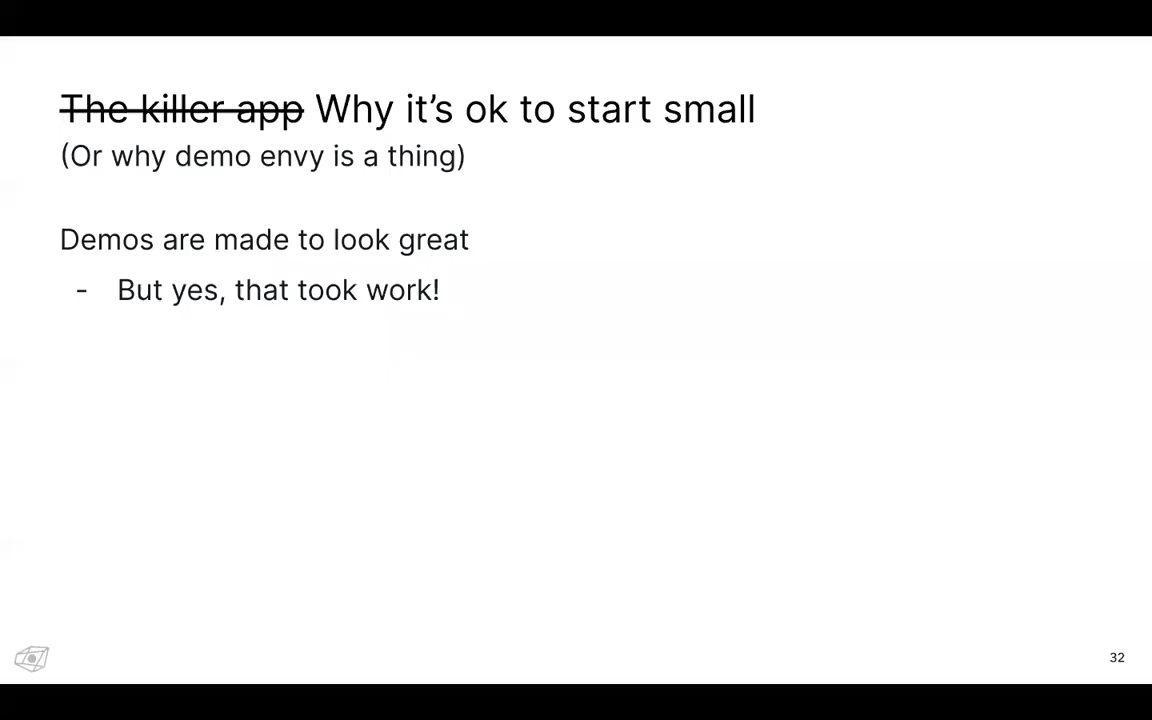 The killer app Why it's ok to start small
(Or why demo envy is a thing)
Demos are made to look great
- But yes, that took work!
32